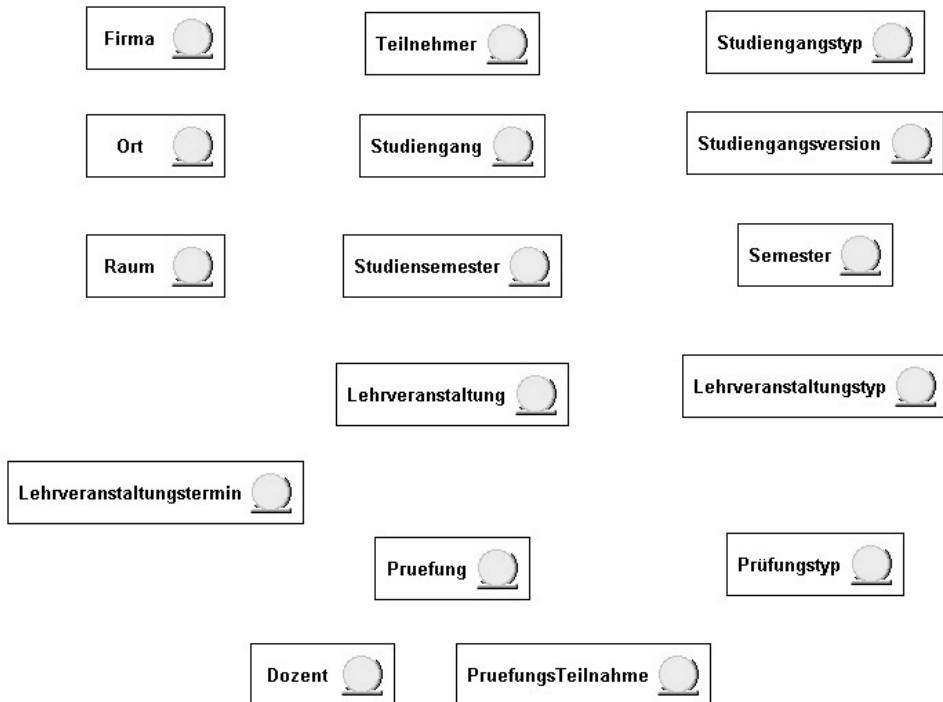 Firma
Teilnehmer
Studiengangstyp
Ort
Studiengang
Studiengangsversion
Raum
Studiensemester
Semester
Lehrveranstaltung
Lehrveranstaltungstyp
Lehrveranstaltungstermin
Pruefung
Prüfungstyp
Dozent
PruefungsTeilnahme